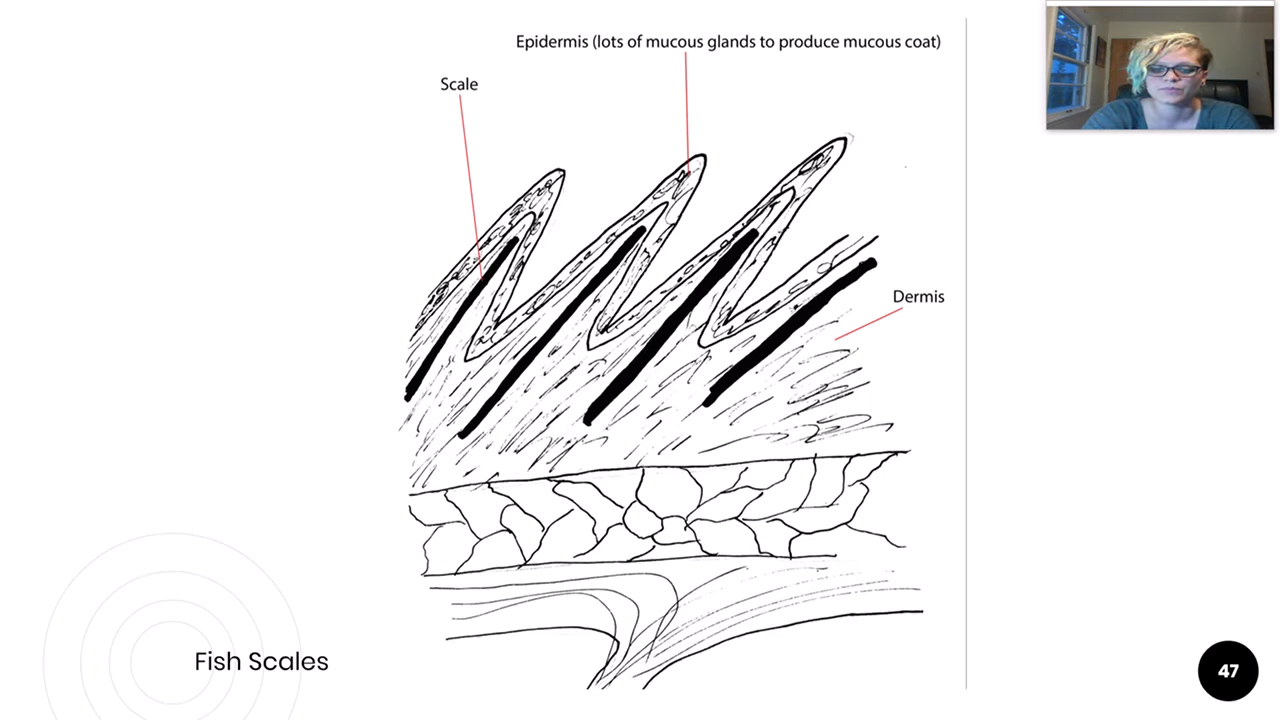 Epidermis (lots of mucous glands to produce mucous coat)
Scale
Dermis
Fish Scales
47